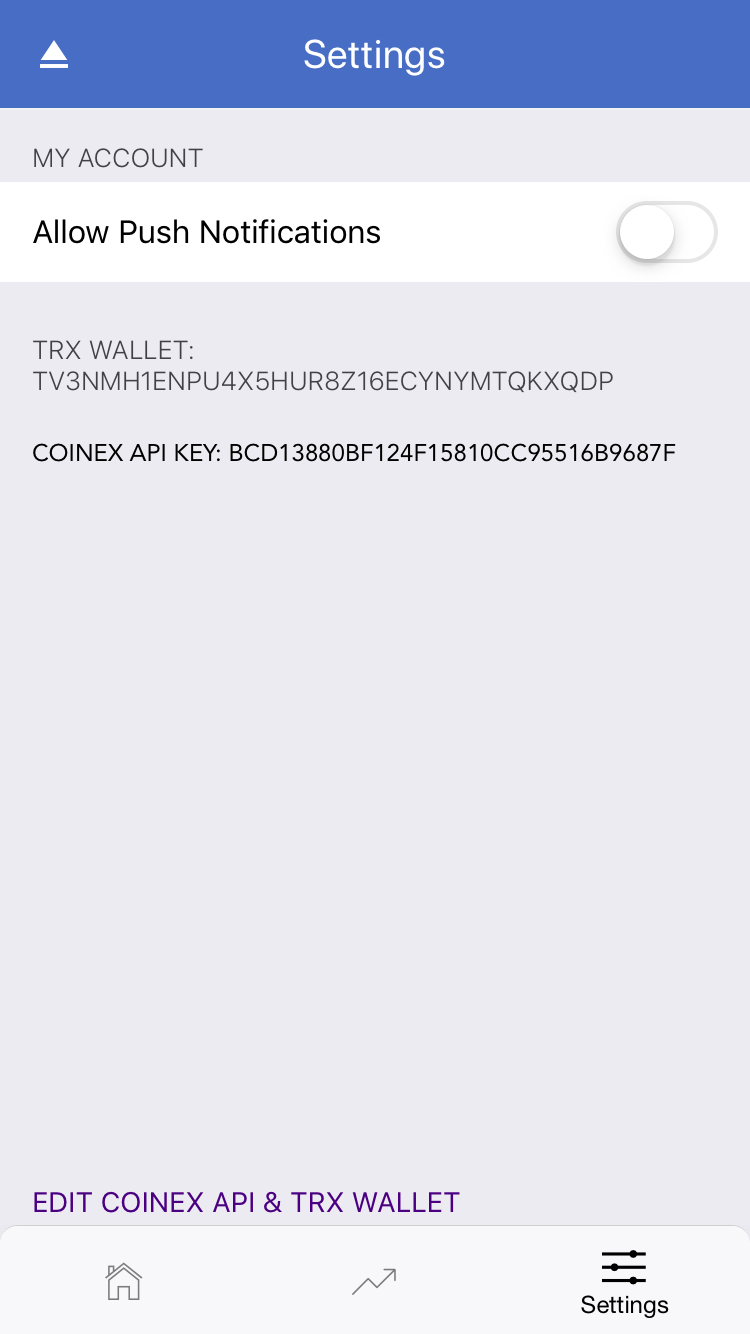 Settings
MY ACCOUNT
Allow Push Notifications
TRX WALLET:
TV3NMH1ENPU4X5HUR8Z16ECYNYMTQKXQDP
COINEX API KEY: BCD13880BF124F15810CC95516B9687F
EDIT COINEX API & TRX WALLET
Settings